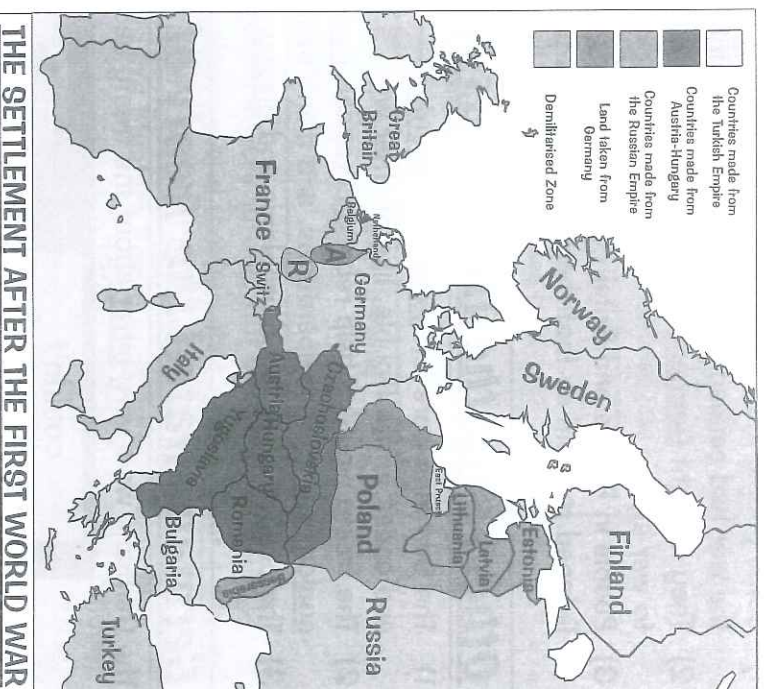 Countries made from
the Turkish Empire
Countries made from
Austria-Hungary
Countries made from
the Russian Empire
Land taken from
Germany
Demilitarised Zone
Norway
Sweden
Finland
Estonia
Latvia
Lithuania
East Prussia
Great
Britain
Netherlands
Belgium
A
R
Germany
Poland
Russia
France
Switz
Czechoslovakia
Austria
Hungary
Romania
Bessarabia
Yugoslavia
Italy
Bulgaria
Turkey
THE SETTLEMENT AFTER THE FIRST WORLD WAR